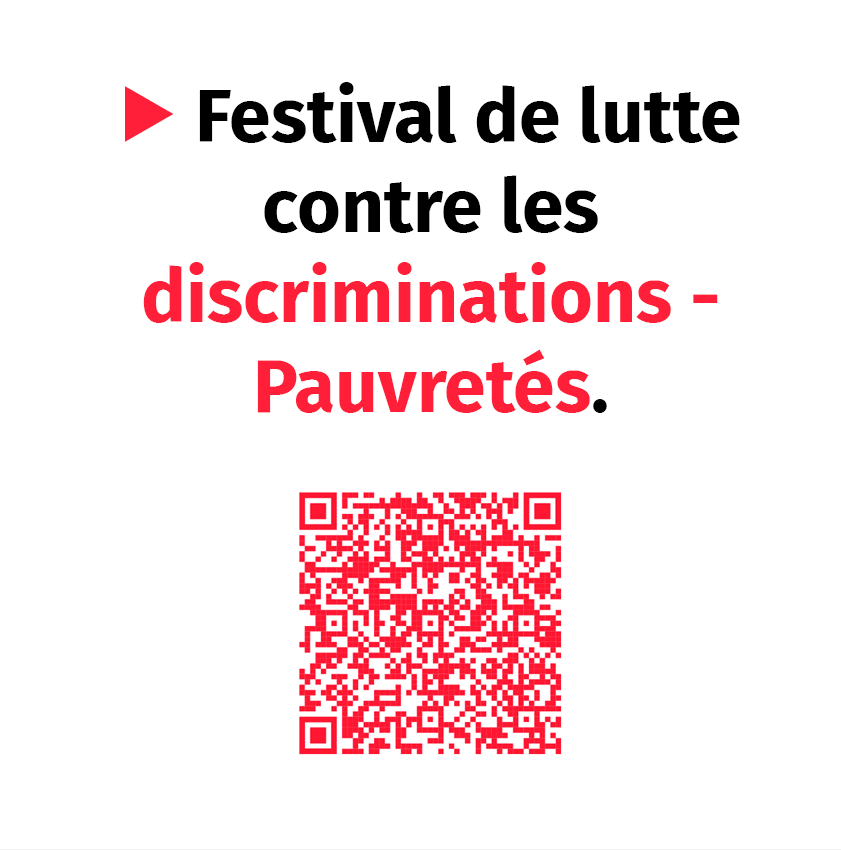 Festival de lutte
contre les
discriminations -
Pauvretés.